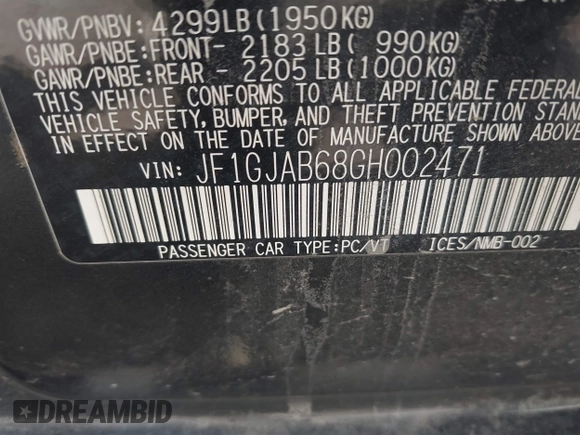 GVWR/PNBV: 4299LB(1950KG)
GAWR/PNBE:FRONT- 2183 LB( 990KG)
GAWR/PNBE:REAR - 2205 LB(1000KG)
THIS VEHICLE CONFORMS TO ALL APPLICABLE FEDERAL
VEHICLE SAFETY, BUMPER, AND THEFT PREVENTION STAN
IN EFFECT ON THE DATE OF MANUFACTURE SHOWN ABOVE
VIN: JF1GJAB68GH002471
PASSENGER CAR TYPE:PC/VT ICES/NMB-002
DREAMBID